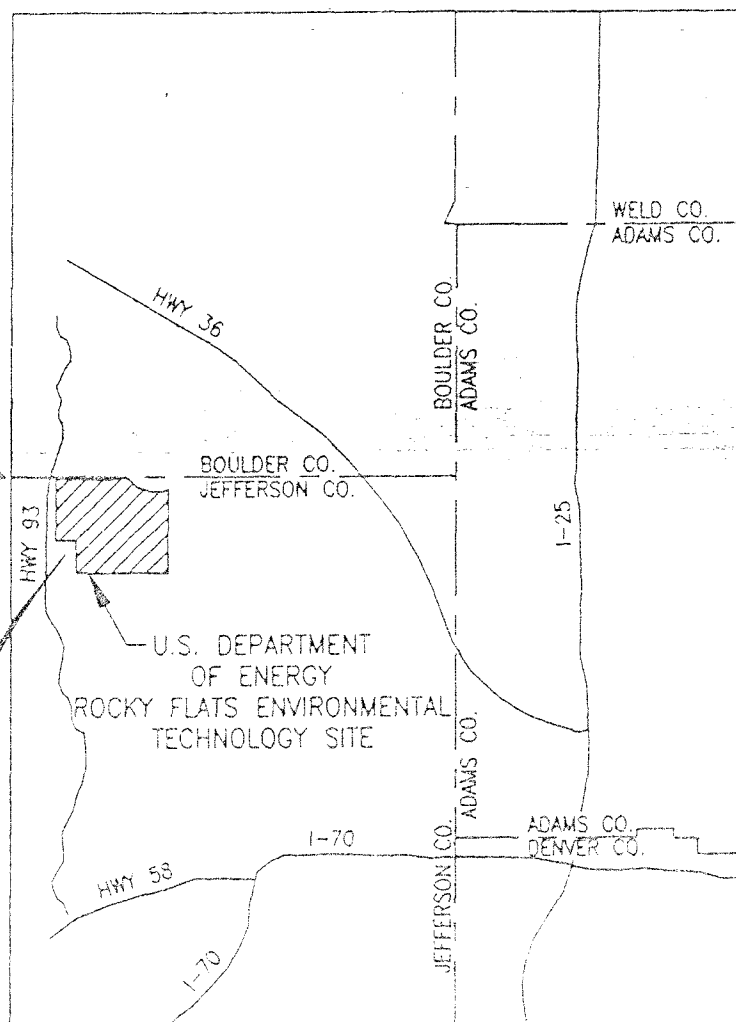 WELD CO.
ADAMS CO.
HWY 36
BOULDER CO.
ADAMS CO.
BOULDER CO.
JEFFERSON CO.
HWY 93
I-25
U.S. DEPARTMENT
OF ENERGY
ROCKY FLATS ENVIRONMENTAL
TECHNOLOGY SITE
ADAMS CO.
JEFFERSON CO.
ADAMS CO.
DENVER CO.
I-70
HWY 58
I-70